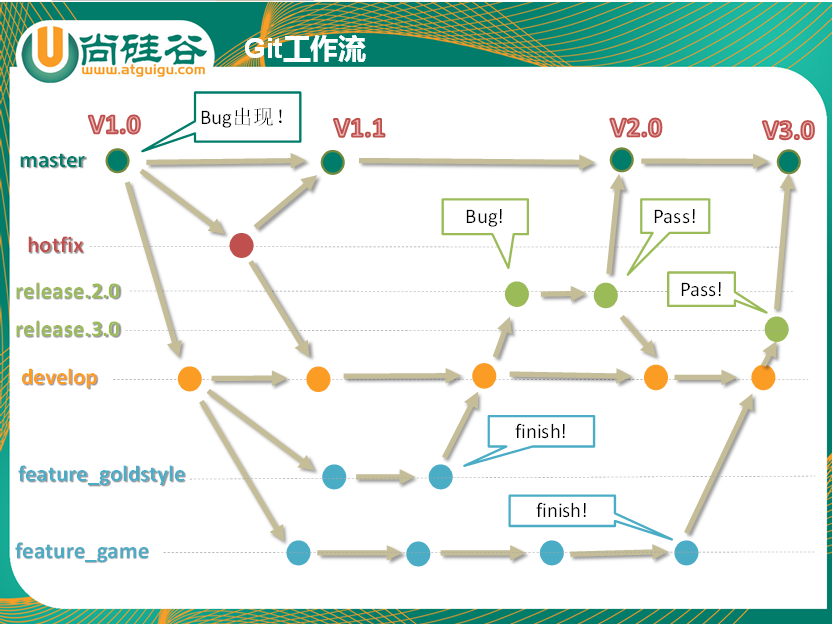 尚硅谷
www.atguigu.com
Git工作流
V1.0
Bug出现！
V1.1
V2.0
V3.0
master
Bug!
Pass!
hotfix
release.2.0
Pass!
release.3.0
develop
finish!
feature_goldstyle
finish!
feature_game